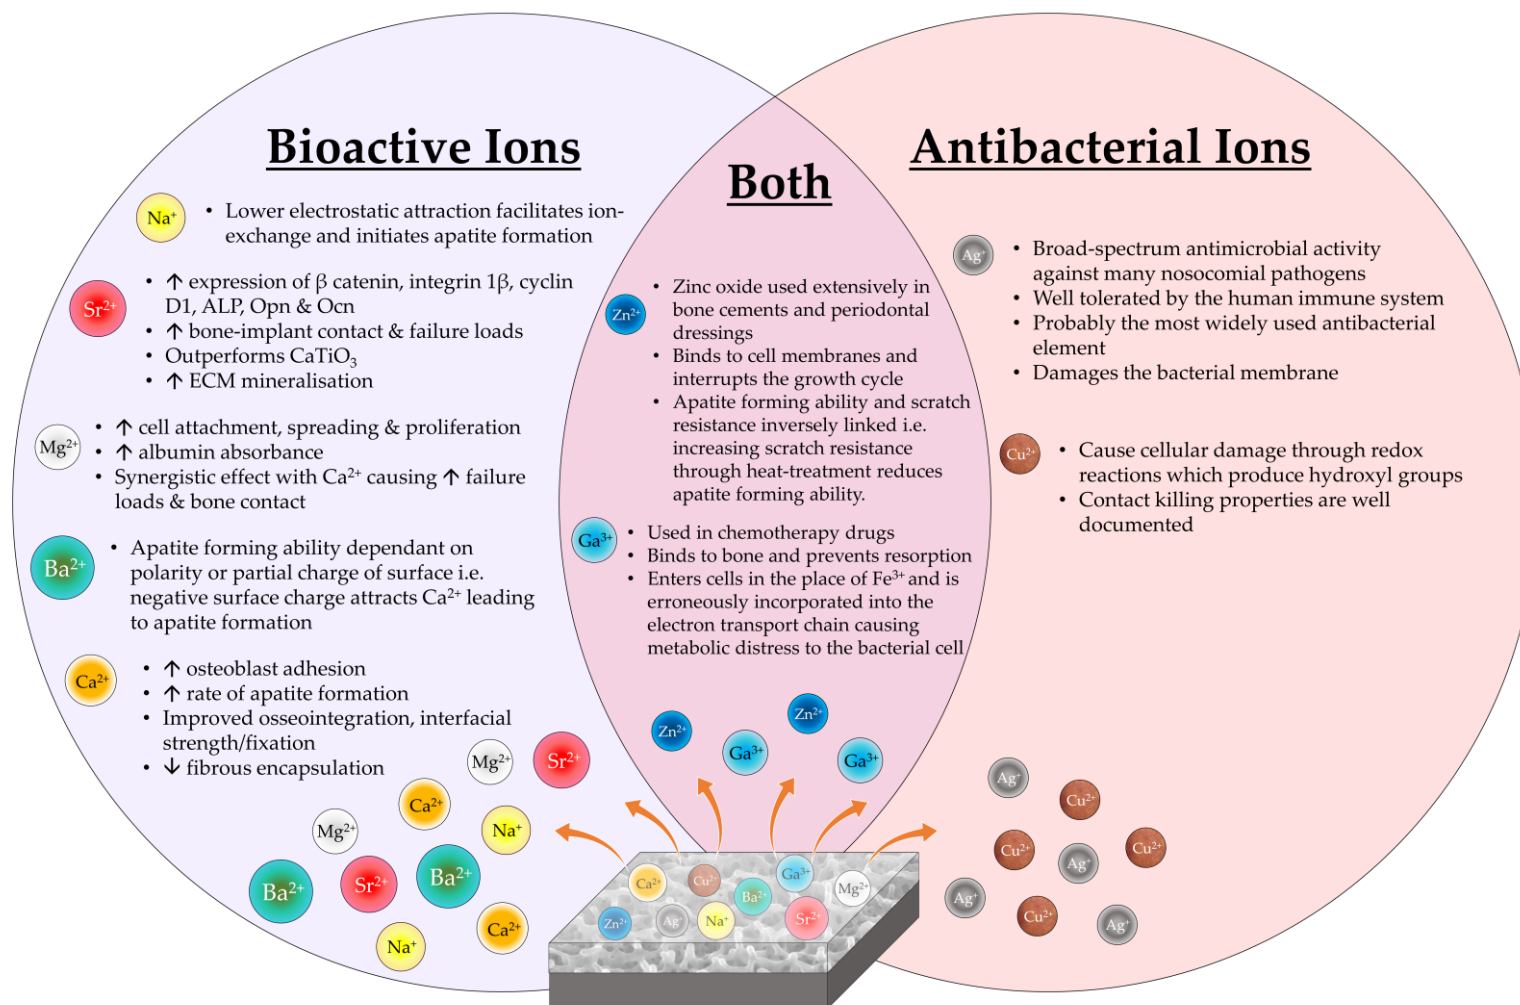 Bioactive Ions
Na⁺
• Lower electrostatic attraction facilitates ion-
exchange and initiates apatite formation
Sr²⁺
• ↑ expression of β catenin, integrin 1β, cyclin
D1, ALP, Opn & Ocn
• ↑ bone-implant contact & failure loads
• Outperforms CaTiO₃
• ↑ ECM mineralisation
Mg²⁺
• ↑ cell attachment, spreading & proliferation
• ↑ albumin absorbance
• Synergistic effect with Ca²⁺ causing ↑ failure
loads & bone contact
Ba²⁺
• Apatite forming ability dependant on
polarity or partial charge of surface i.e.
negative surface charge attracts Ca²⁺ leading
to apatite formation
Ca²⁺
• ↑ osteoblast adhesion
• ↑ rate of apatite formation
• Improved osseointegration, interfacial
strength/fixation
• ↓ fibrous encapsulation
Both
Zn²⁺
• Zinc oxide used extensively in
bone cements and periodontal
dressings
• Binds to cell membranes and
interrupts the growth cycle
• Apatite forming ability and scratch
resistance inversely linked i.e.
increasing scratch resistance
through heat-treatment reduces
apatite forming ability.
Ga³⁺
• Used in chemotherapy drugs
• Binds to bone and prevents resorption
• Enters cells in the place of Fe³⁺ and is
erroneously incorporated into the
electron transport chain causing
metabolic distress to the bacterial cell
Antibacterial Ions
Ag⁺
• Broad-spectrum antimicrobial activity
against many nosocomial pathogens
• Well tolerated by the human immune system
• Probably the most widely used antibacterial
element
• Damages the bacterial membrane
Cu²⁺
• Cause cellular damage through redox
reactions which produce hydroxyl groups
• Contact killing properties are well
documented
Mg²⁺
Sr²⁺
Ca²⁺
Mg²⁺
Na⁺
Ba²⁺
Sr²⁺
Ba²⁺
Na⁺
Ca²⁺
Zn²⁺
Ga³⁺
Zn²⁺
Ga³⁺
Ag⁺
Cu²⁺
Cu²⁺
Ag⁺
Cu²⁺
Ag⁺
Cu²⁺
Ag⁺
Ca²⁺
Cu²⁺
Ga³⁺
Ba²⁺
Mg²⁺
Zn²⁺
Ag⁺
Na⁺
Sr²⁺